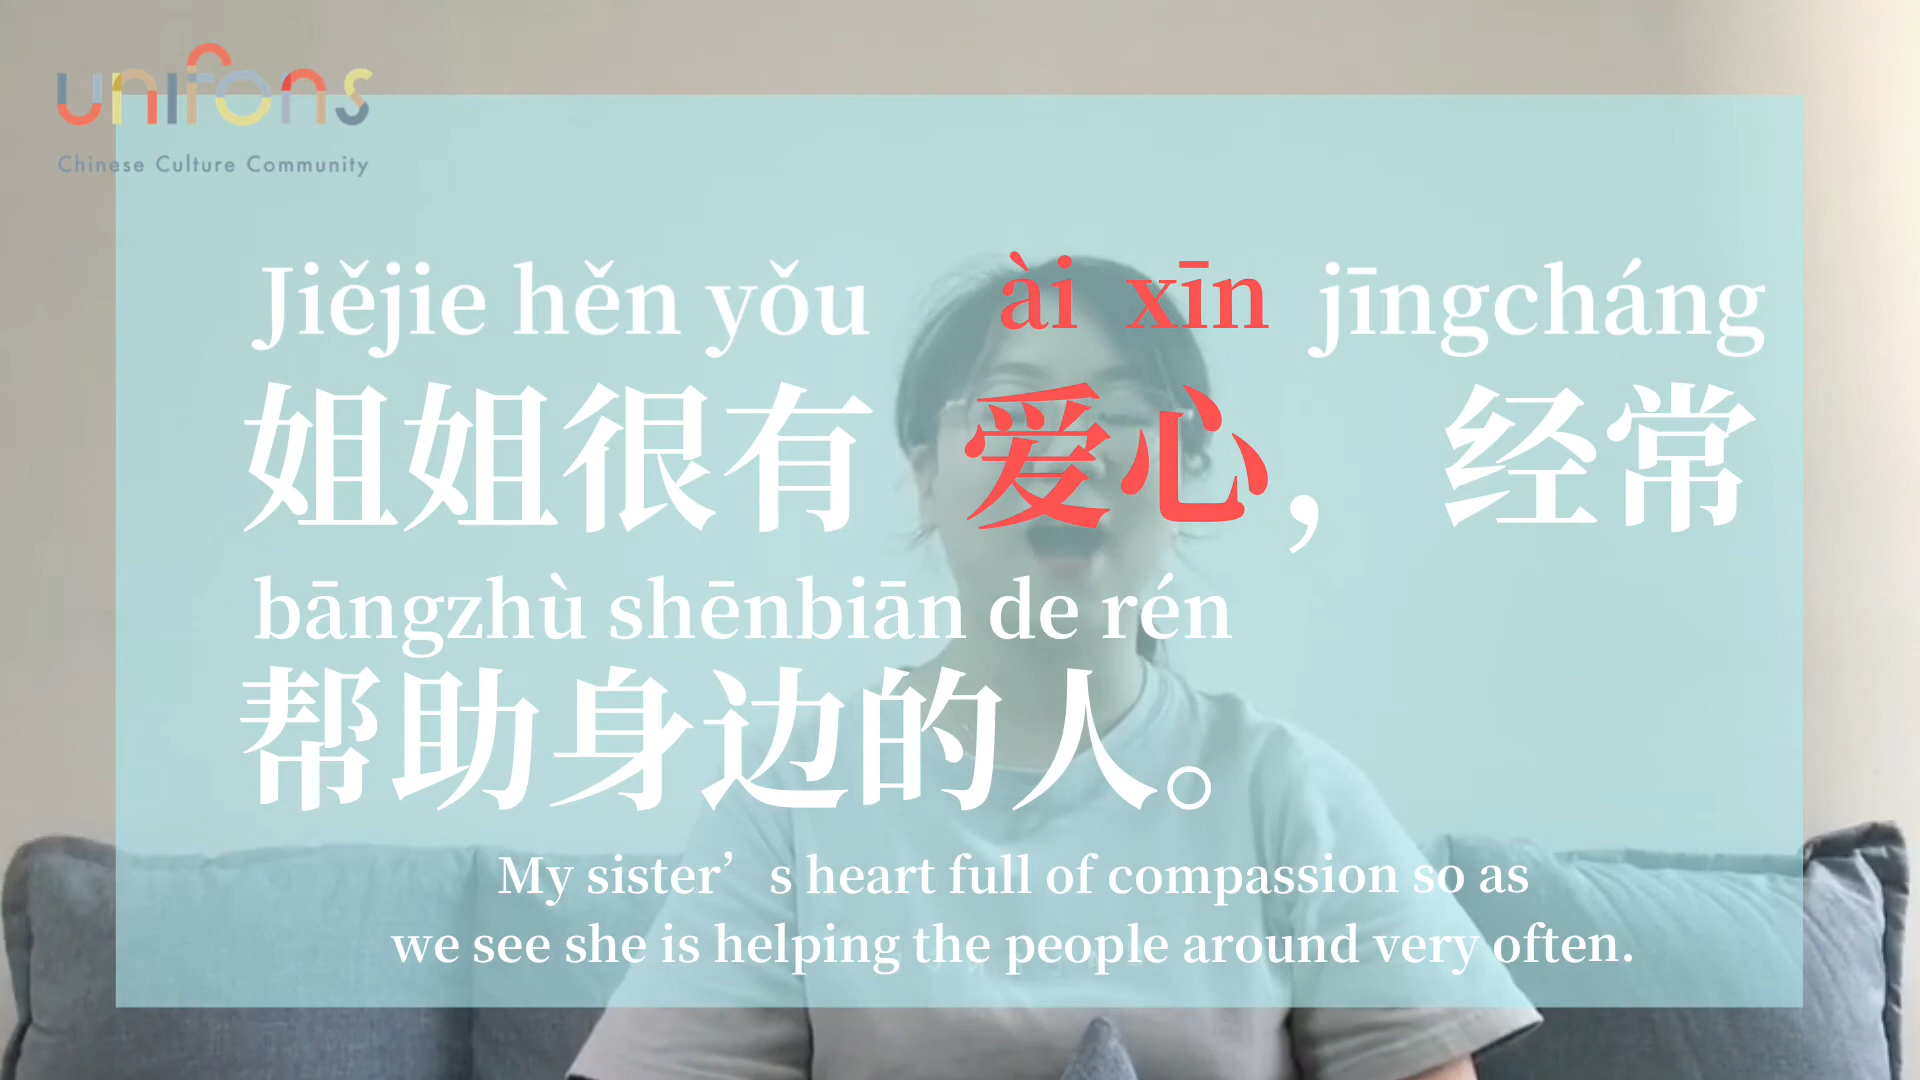 unifons
Chinese Culture Community
Jiějie hěn yǒu ài xīn jīngcháng
姐姐很有 爱心，经常
bāngzhù shēnbiān de rén
帮助身边的人。
My sister’s heart full of compassion so as
we see she is helping the people around very often.